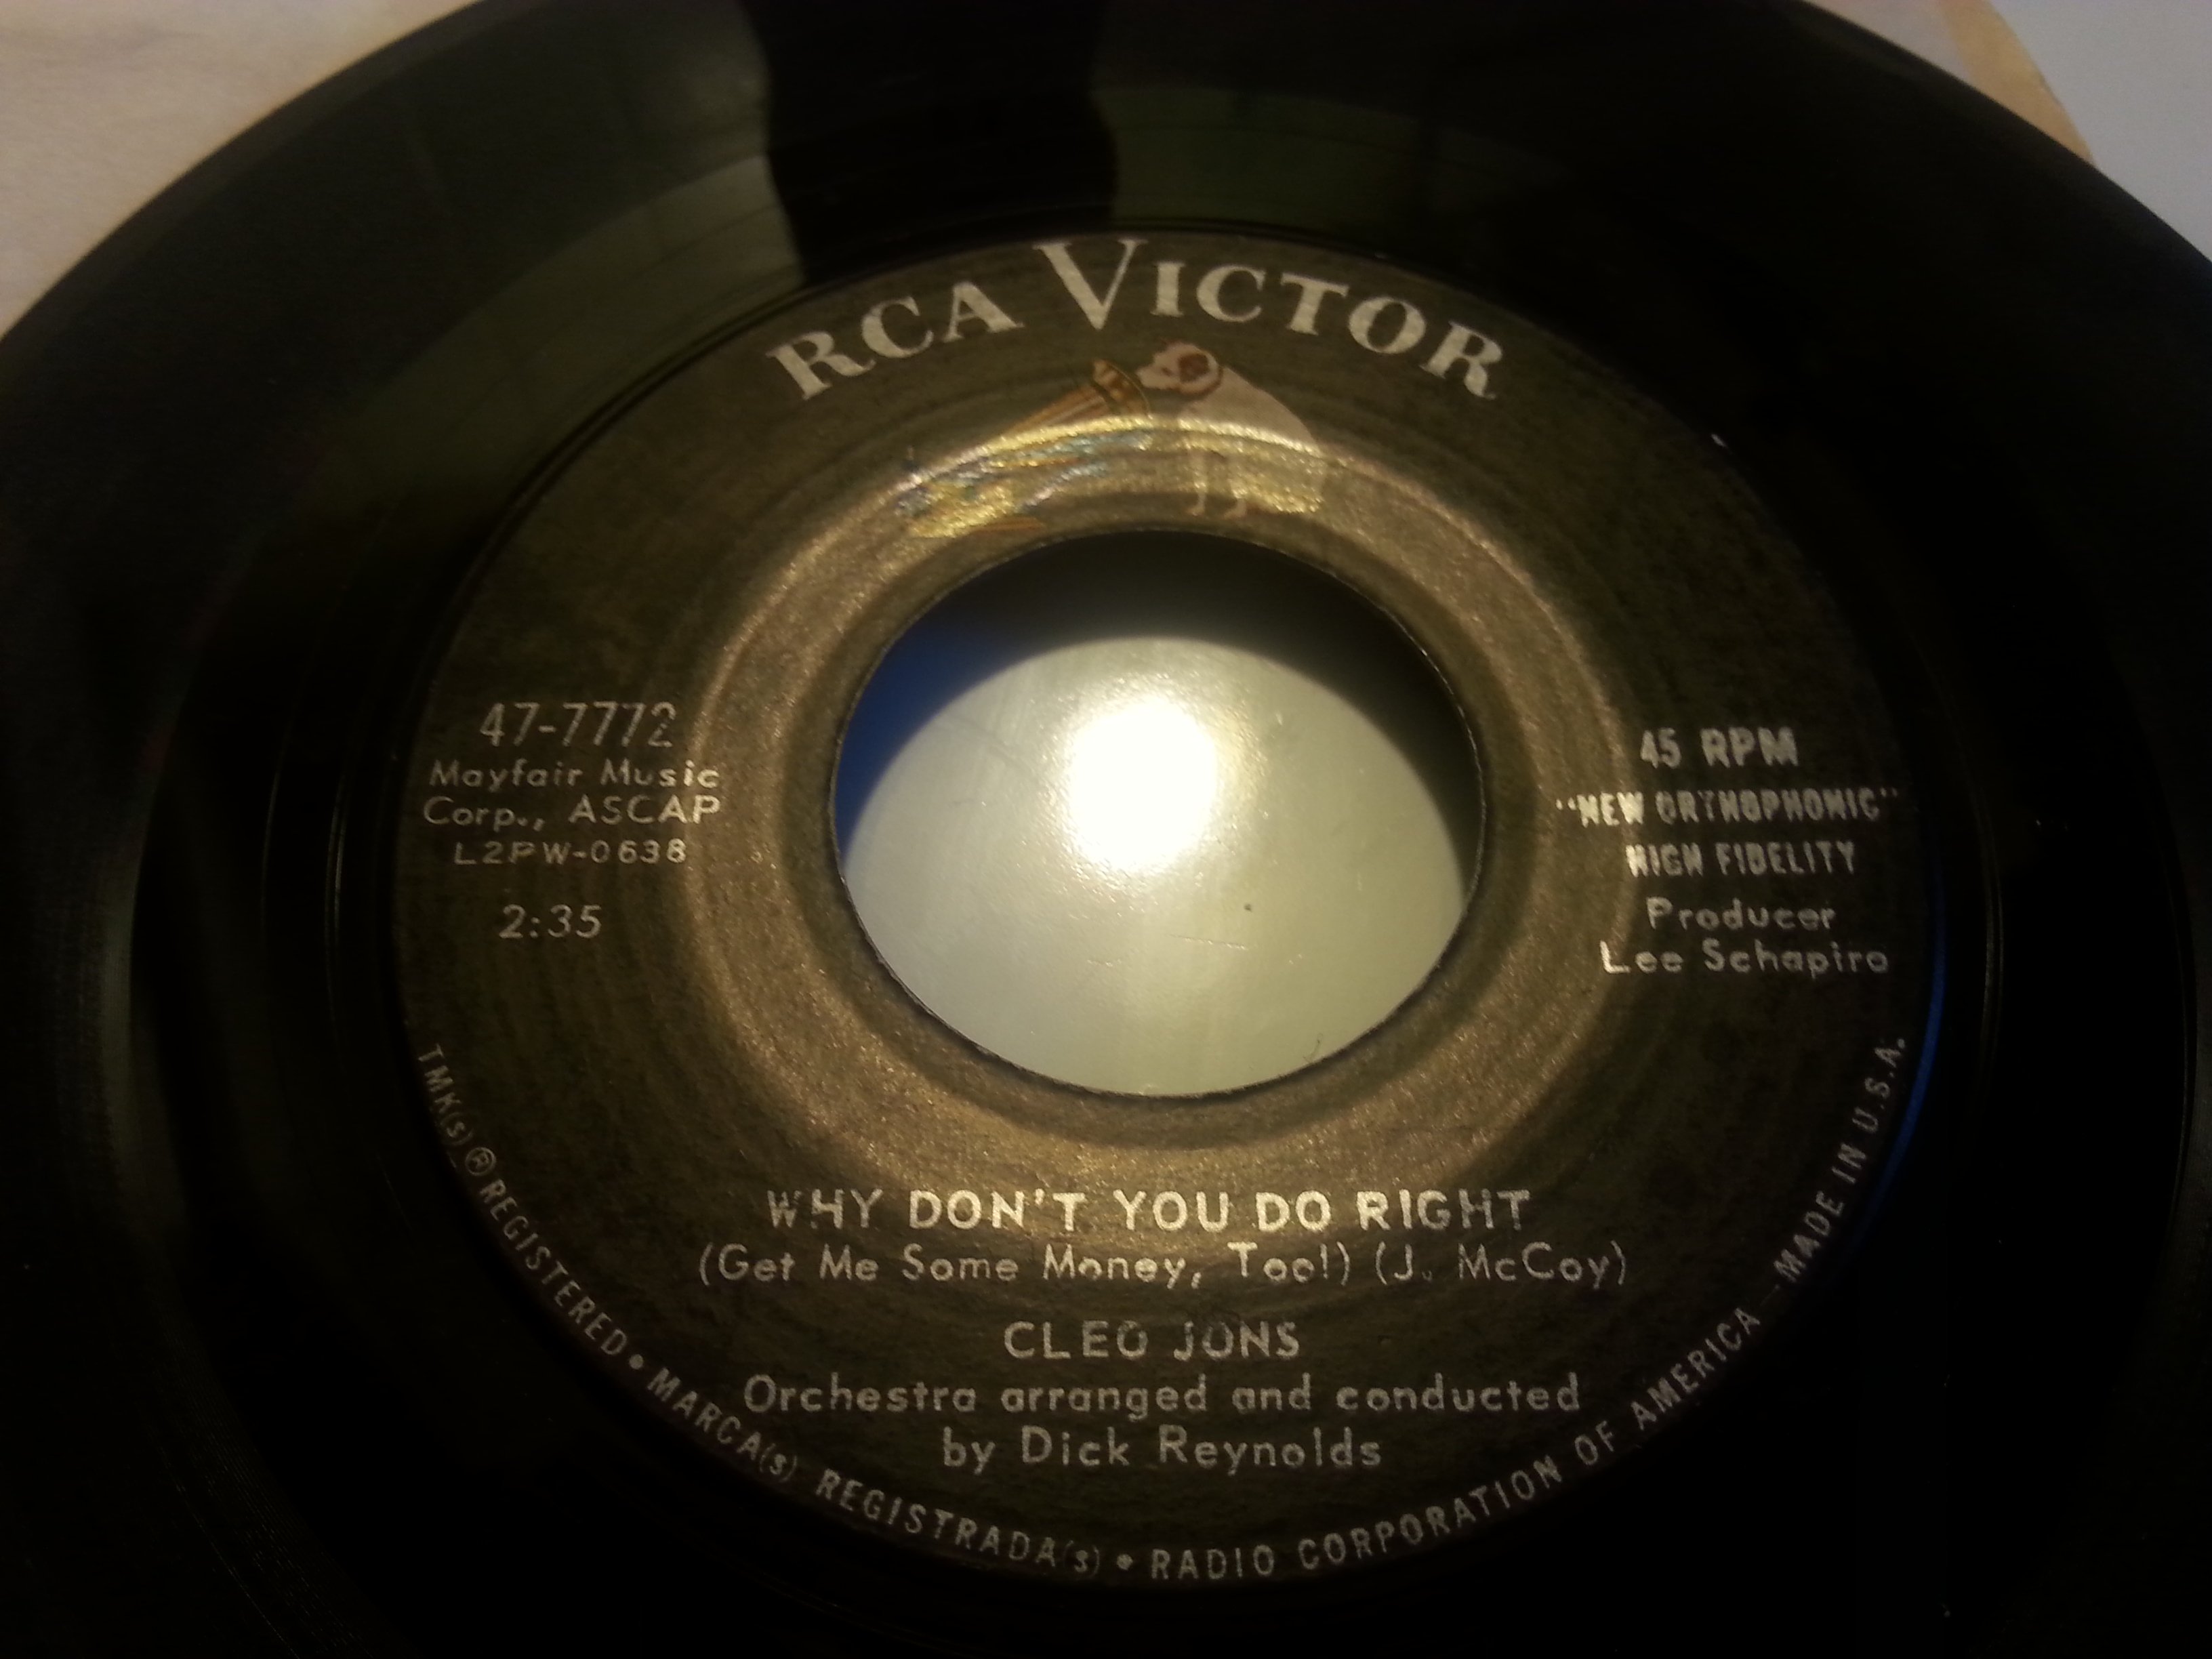 RCA VICTOR
47-7772
Mayfair Music
Corp., ASCAP
L2PW-0638
2:35
45 RPM
"NEW ORTHOPHONIC"
HIGH FIDELITY
Producer
Lee Schapiro
WHY DON'T YOU DO RIGHT
(Get Me Some Money, Too!) (J. McCoy)
CLEO JONS
Orchestra arranged and conducted
by Dick Reynolds
TMK(s) ® REGISTERED • MARCA(s) REGISTRADA(s) • RADIO CORPORATION OF AMERICA — MADE IN U.S.A.